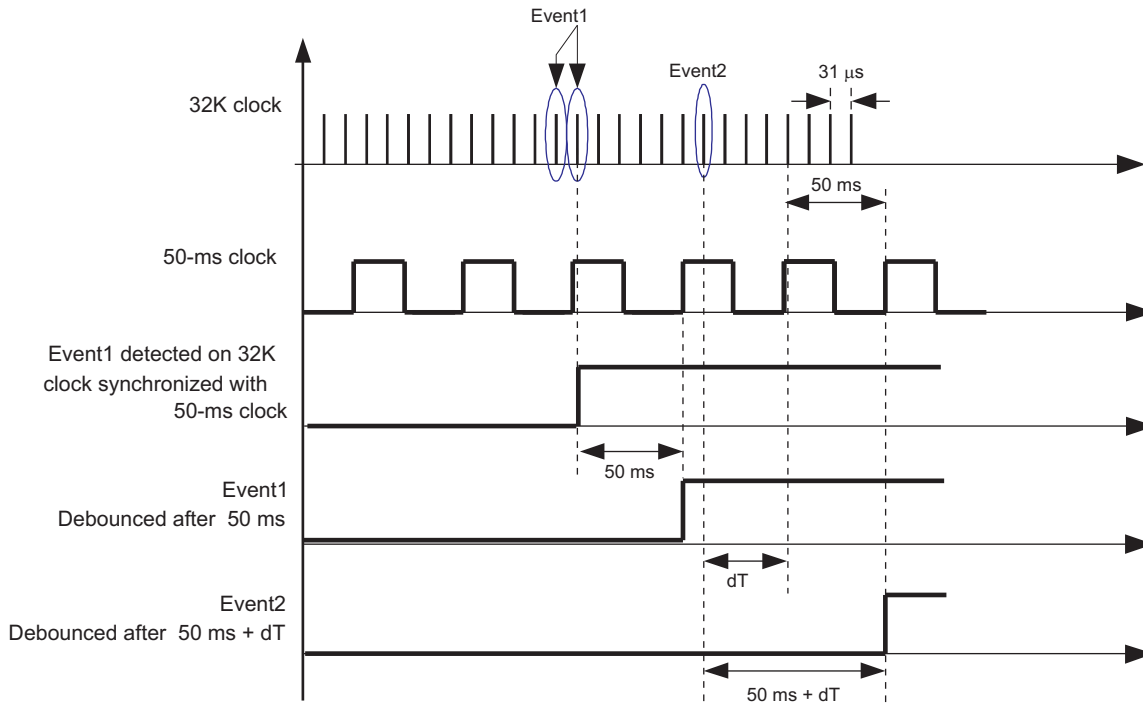 Event1
Event2
31 μs
32K clock
50 ms
50-ms clock
Event1 detected on 32K
clock synchronized with
50-ms clock
50 ms
Event1
Debounced after 50 ms
dT
Event2
Debounced after 50 ms + dT
50 ms + dT